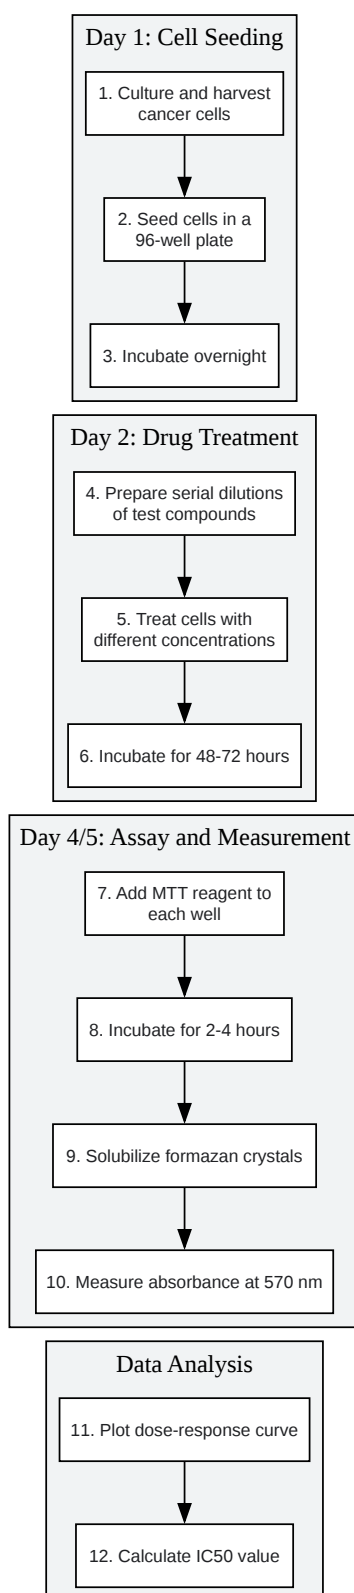 Day 1: Cell Seeding
1. Culture and harvest
cancer cells
2. Seed cells in a
96-well plate
3. Incubate overnight
Day 2: Drug Treatment
4. Prepare serial dilutions
of test compounds
5. Treat cells with
different concentrations
6. Incubate for 48-72 hours
Day 4/5: Assay and Measurement
7. Add MTT reagent to
each well
8. Incubate for 2-4 hours
9. Solubilize formazan crystals
10. Measure absorbance at 570 nm
Data Analysis
11. Plot dose-response curve
12. Calculate IC50 value